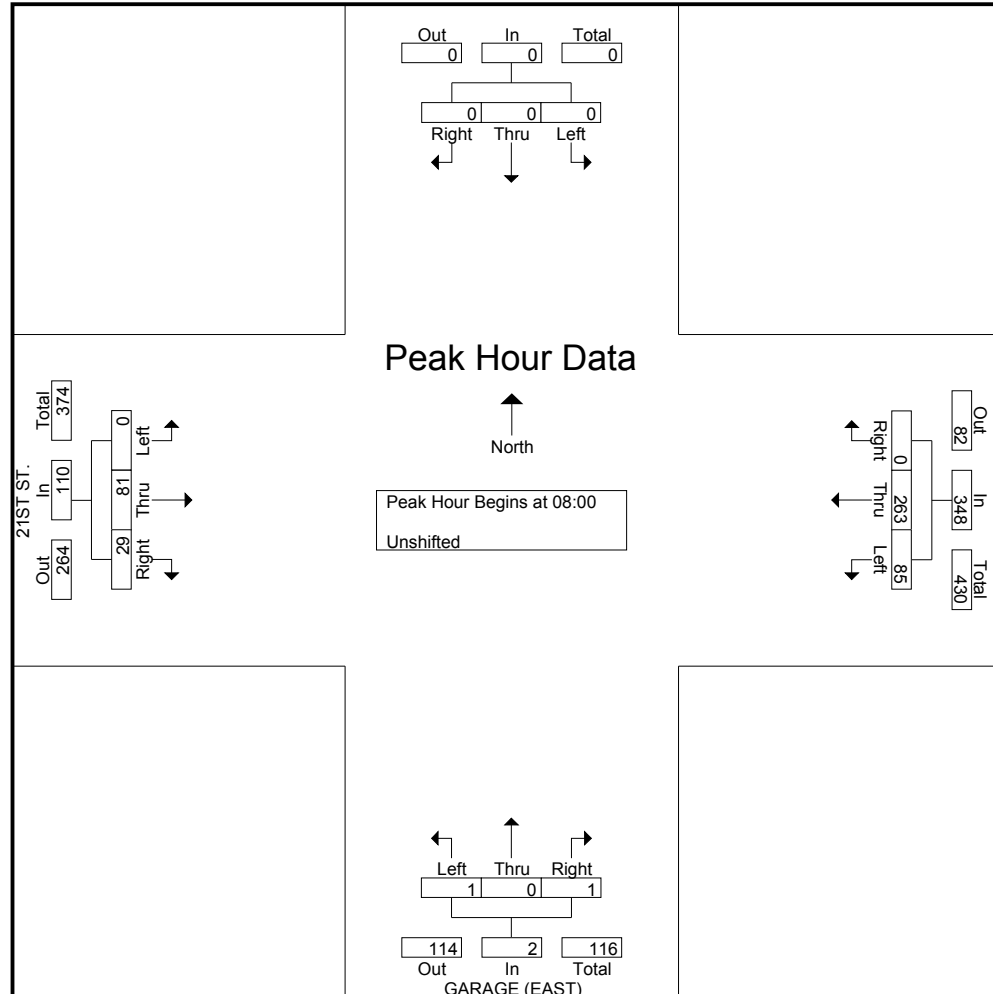 Out In Total
0 0 0
0 0 0
Right Thru Left
Peak Hour Data
North
Peak Hour Begins at 08:00
Unshifted
21ST ST.
Total In Out
374 110 264
0 81 29
Left Thru Right
Out In Total
82 348 430
0 263 85
Right Thru Left
Left Thru Right
1 0 1
114 2 116
Out In Total
GARAGE (EAST)